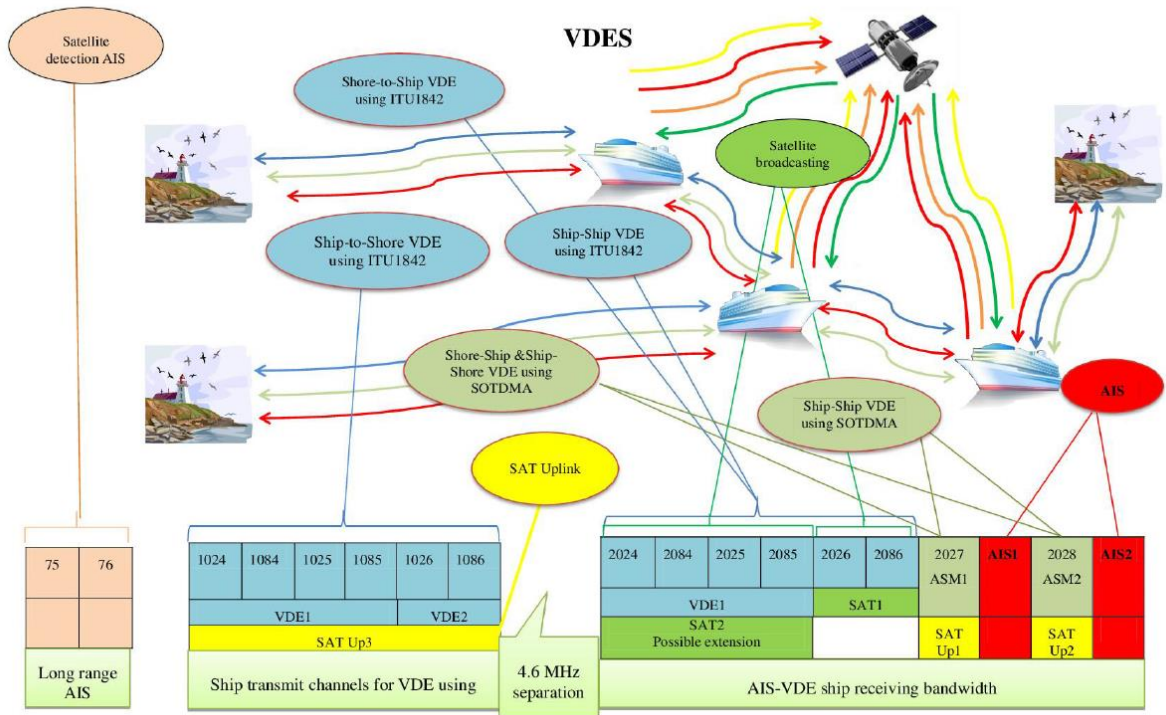 VDES
Satellite
detection AIS
Shore-to-Ship VDE
using ITU1842
Satellite
broadcasting
Ship-to-Shore VDE
using ITU1842
Ship-Ship VDE
using ITU1842
Shore-Ship &Ship-
Shore VDE using
SOTDMA
Ship-Ship VDE
using SOTDMA
AIS
SAT Uplink
75 76
Long range
AIS
1024 1084 1025 1085 1026 1086
VDE1 VDE2
SAT Up3
Ship transmit channels for VDE using
4.6 MHz
separation
2024 2084 2025 2085 2026 2086 2027 AIS1 2028 AIS2
ASM1 ASM2
VDE1 SAT1
SAT2
Possible extension
SAT
Up1
SAT
Up2
AIS-VDE ship receiving bandwidth